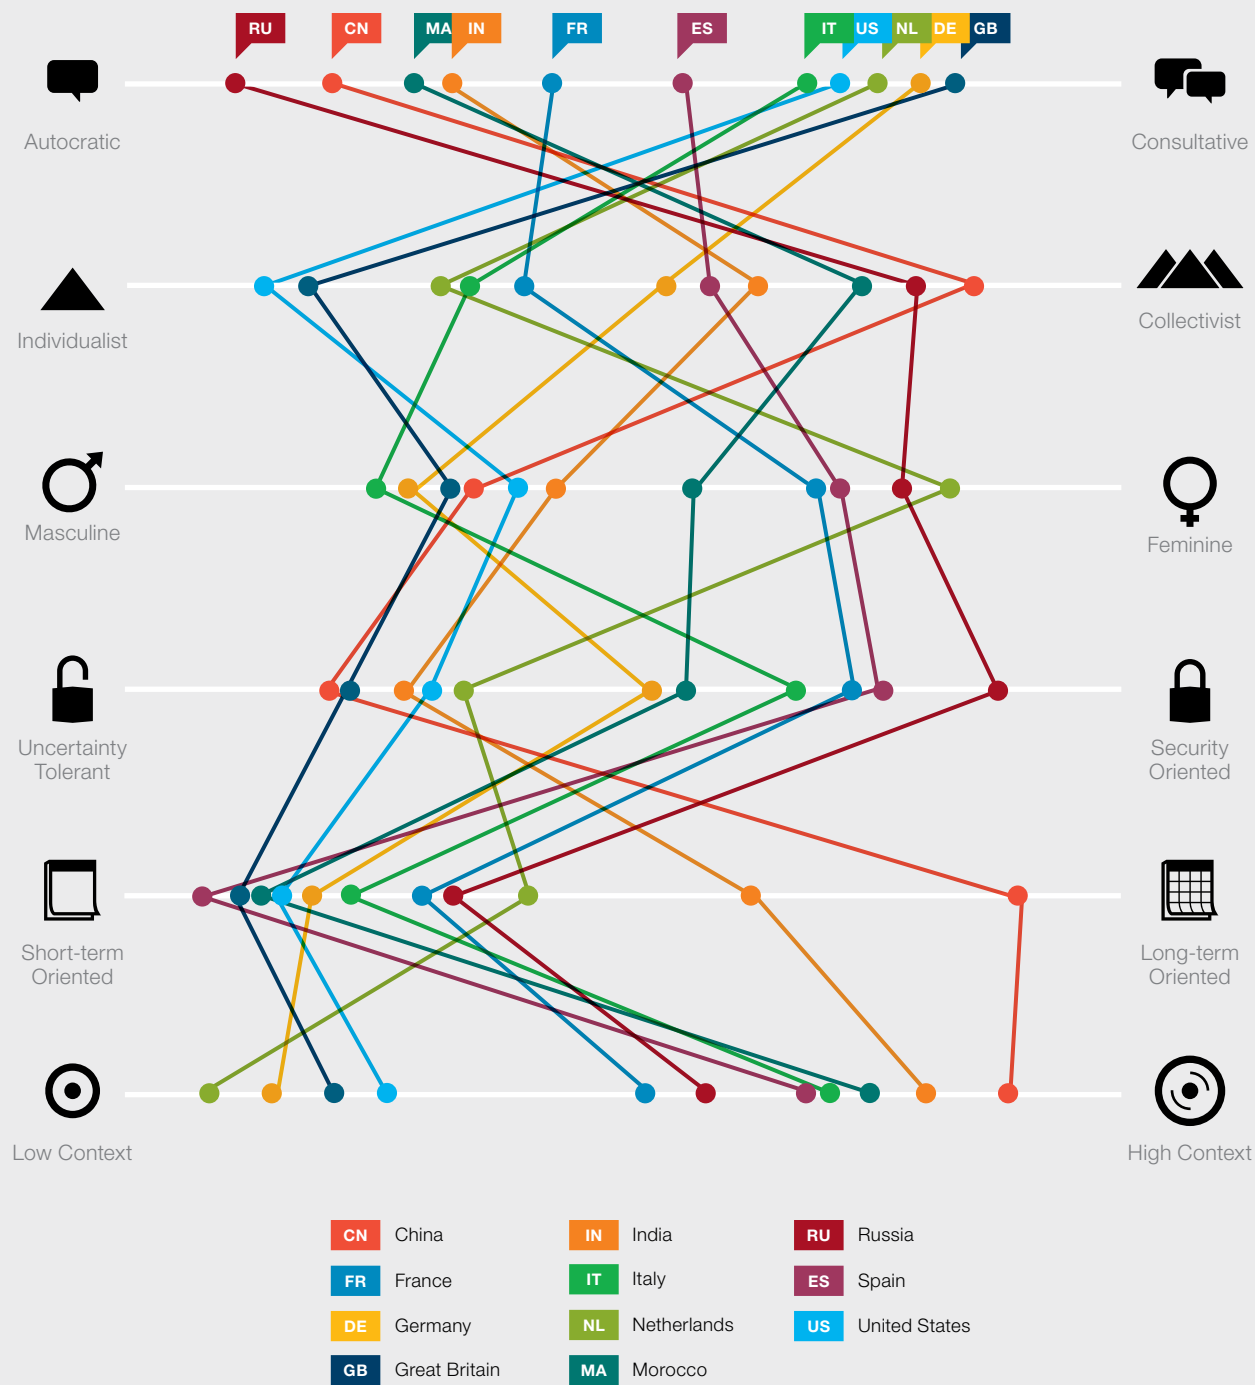 RU CN MA IN FR ES IT US NL DE GB
Autocratic
Consultative
Individualist
Collectivist
Masculine
Feminine
Uncertainty
Tolerant
Security
Oriented
Short-term
Oriented
Long-term
Oriented
Low Context
High Context
CN China
IN India
RU Russia
FR France
IT Italy
ES Spain
DE Germany
NL Netherlands
US United States
GB Great Britain
MA Morocco